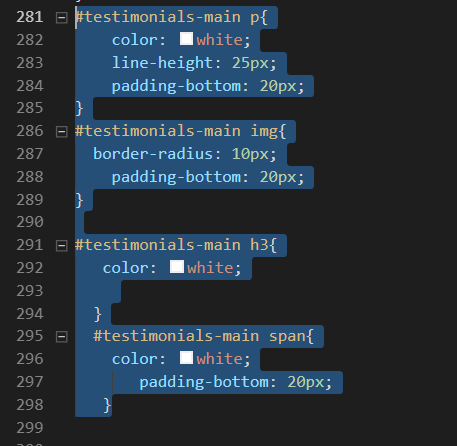 281 #testimonials-main p{
282 color: white;
283 line-height: 25px;
284 padding-bottom: 20px;
285 }
286 #testimonials-main img{
287 border-radius: 10px;
288 padding-bottom: 20px;
289 }
290
291 #testimonials-main h3{
292 color: white;
293
294 }
295 #testimonials-main span{
296 color: white;
297 padding-bottom: 20px;
298 }
299